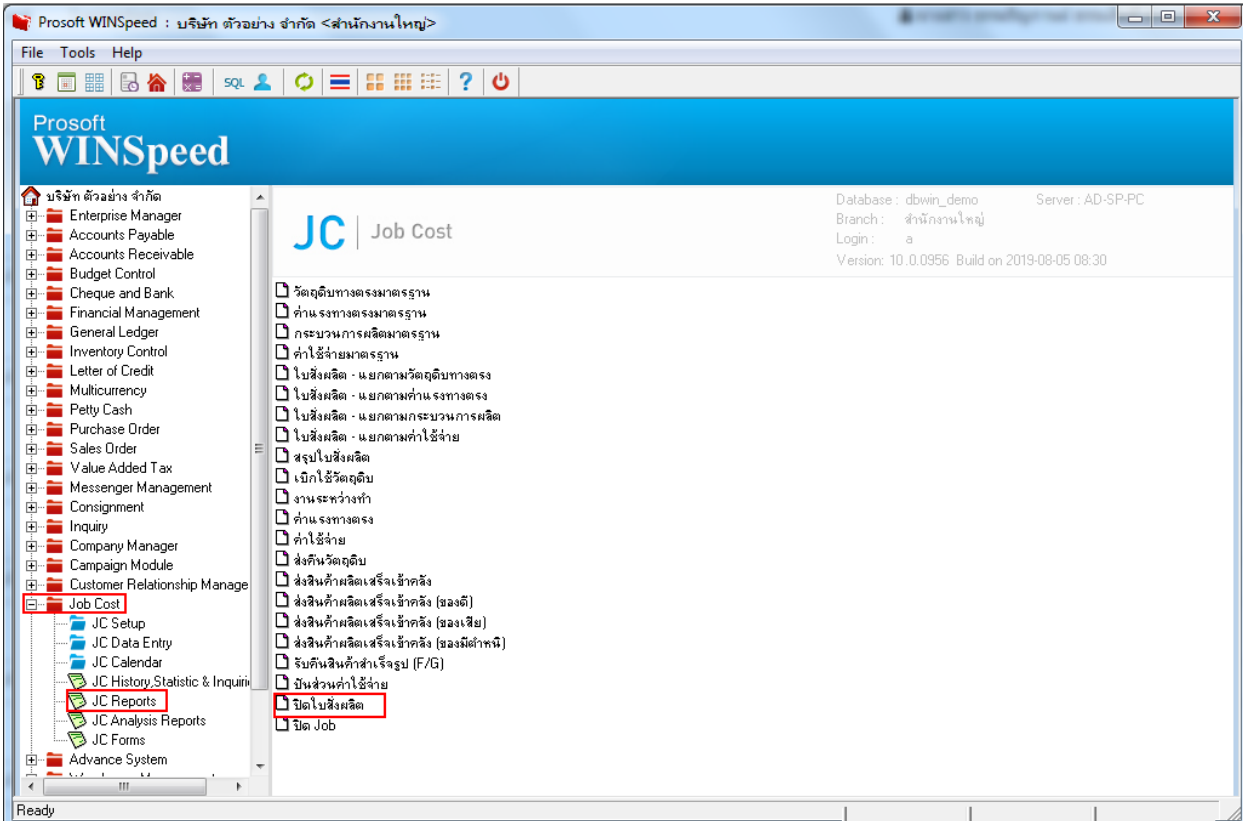 Prosoft WINSpeed : บริษัท ตัวอย่าง จำกัด <สำนักงานใหญ่>
File Tools Help
SQL
Prosoft
WINSpeed
บริษัท ตัวอย่าง จำกัด
Enterprise Manager
Accounts Payable
Accounts Receivable
Budget Control
Cheque and Bank
Financial Management
General Ledger
Inventory Control
Letter of Credit
Multicurrency
Petty Cash
Purchase Order
Sales Order
Value Added Tax
Messenger Management
Consignment
Inquiry
Company Manager
Campaign Module
Customer Relationship Manage
Job Cost
JC Setup
JC Data Entry
JC Calendar
JC History,Statistic & Inquirie
JC Reports
JC Analysis Reports
JC Forms
Advance System
JC Job Cost
Database : dbwin_demo Server : AD-SP-PC
Branch : สำนักงานใหญ่
Login : a
Version: 10.0.0956 Build on 2019-08-05 08:30
วัตถุดิบทางตรงมาตรฐาน
ค่าแรงทางตรงมาตรฐาน
กระบวนการผลิตมาตรฐาน
ค่าใช้จ่ายมาตรฐาน
ใบสั่งผลิต - แยกตามวัตถุดิบทางตรง
ใบสั่งผลิต - แยกตามค่าแรงทางตรง
ใบสั่งผลิต - แยกตามกระบวนการผลิต
ใบสั่งผลิต - แยกตามค่าใช้จ่าย
สรุปใบสั่งผลิต
เบิกใช้วัตถุดิบ
งานระหว่างทำ
ค่าแรงทางตรง
ค่าใช้จ่าย
ส่งคืนวัตถุดิบ
ส่งสินค้าผลิตเสร็จเข้าคลัง
ส่งสินค้าผลิตเสร็จเข้าคลัง (ของดี)
ส่งสินค้าผลิตเสร็จเข้าคลัง (ของเสีย)
ส่งสินค้าผลิตเสร็จเข้าคลัง (ของมีตำหนิ)
รับคืนสินค้าสำเร็จรูป (F/G)
ปันส่วนค่าใช้จ่าย
ปิดใบสั่งผลิต
ปิด Job
Ready